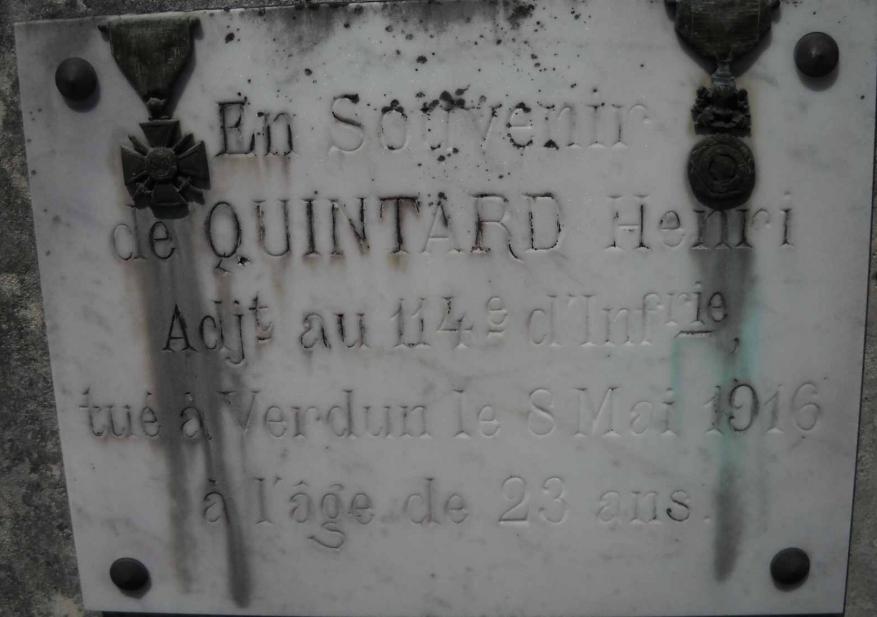 En Souvenir
de QUINTARD Henri
Adjt au 114e d'Infrie,
tué à Verdun le 8 Mai 1916
à l'âge de 23 ans.